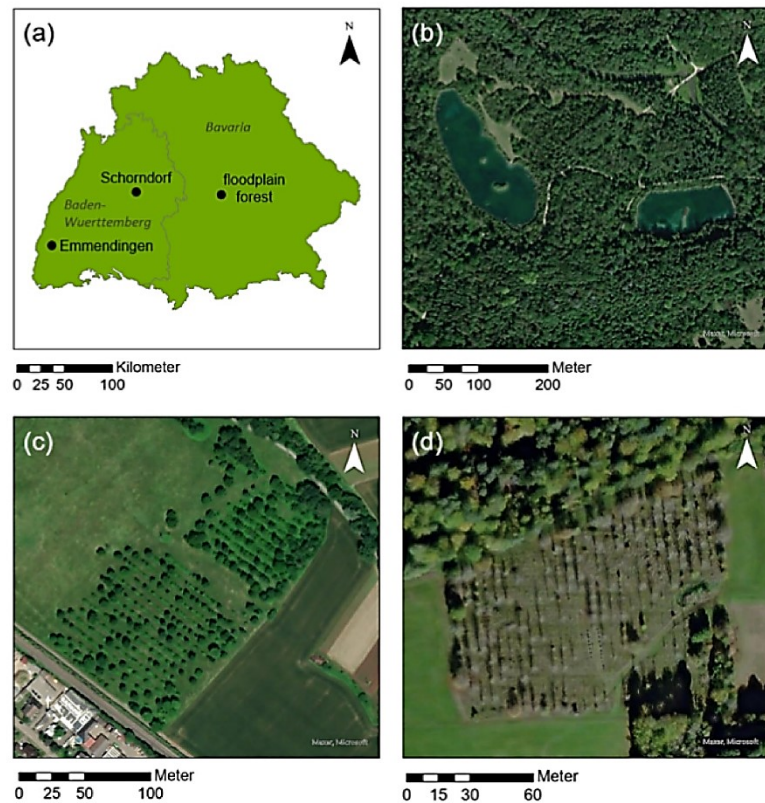 (a)
N
Bavaria
Schorndorf
floodplain
forest
Baden-
Wuerttemberg
Emmendingen
0 25 50 100 Kilometer
(b)
N
Maxar, Microsoft
0 50 100 200 Meter
(c)
N
Maxar, Microsoft
0 25 50 100 Meter
(d)
N
Maxar, Microsoft
0 15 30 60 Meter